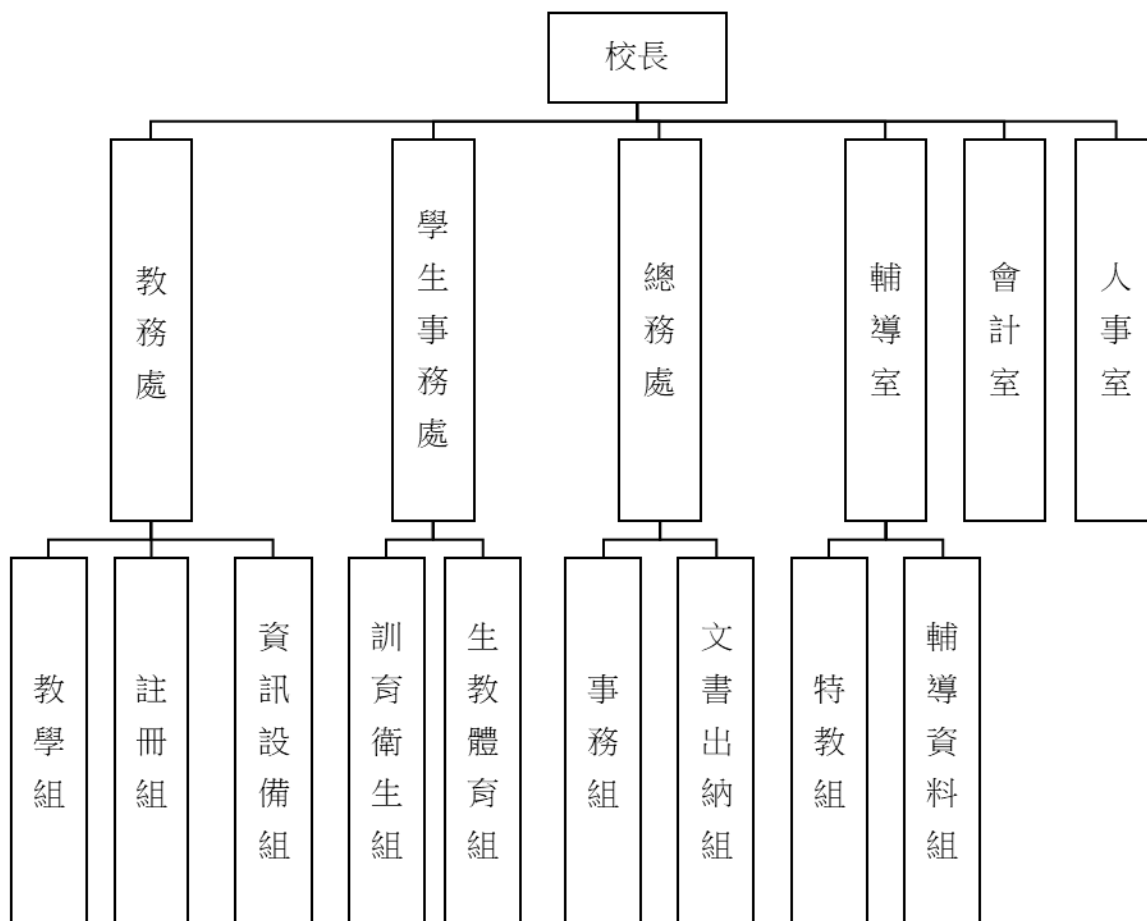 校長
教務處
學生事務處
總務處
輔導室
會計室
人事室
教學組
註冊組
資訊設備組
訓育衛生組
生教體育組
事務組
文書出納組
特教組
輔導資料組